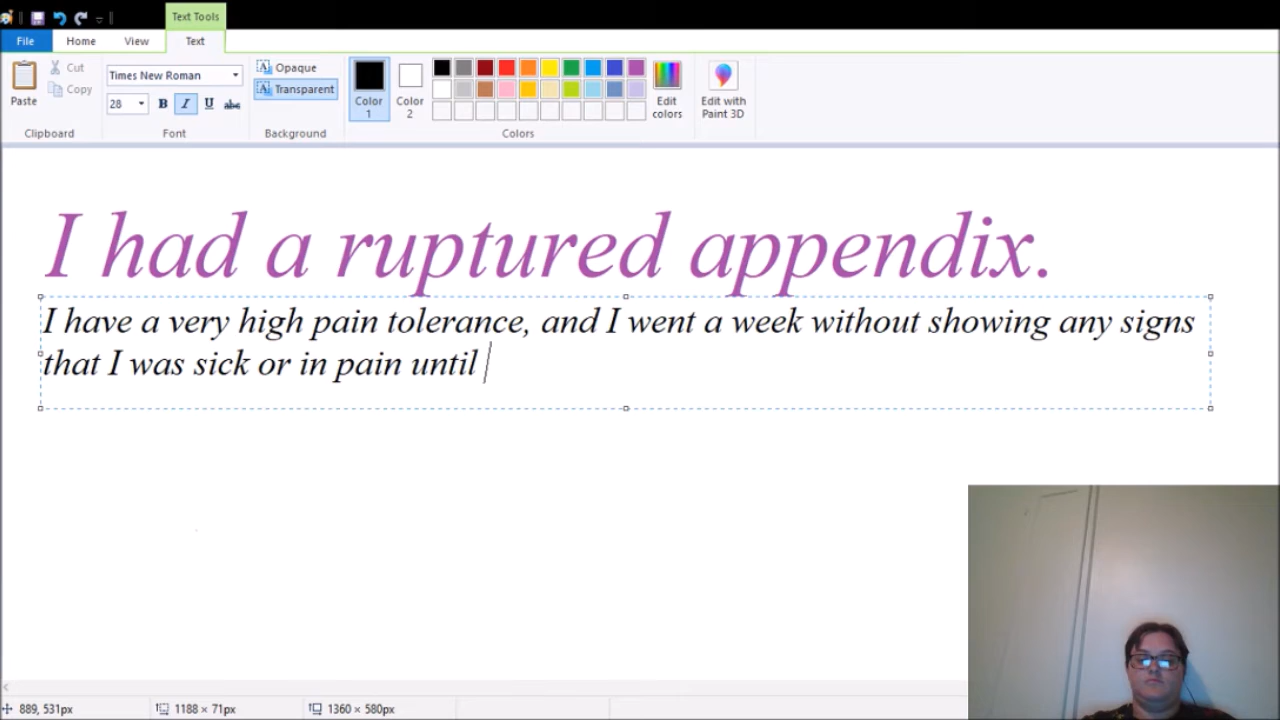 Text Tools
File Home View Text
Paste
Cut
Copy
Clipboard
Times New Roman
28 B I U abc
Font
Opaque
Transparent
Background
Color 1
Color 2
Colors
Edit colors
Edit with Paint 3D
I had a ruptured appendix.
I have a very high pain tolerance, and I went a week without showing any signs
that I was sick or in pain until
889, 531px 1188 × 71px 1360 × 580px